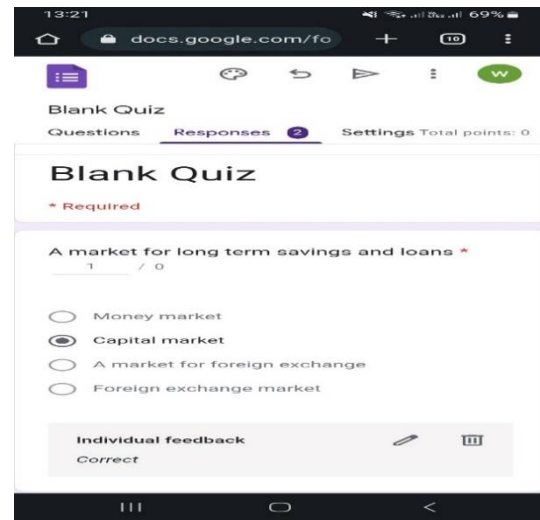 13:21 69%
docs.google.com/fo 10
W
Blank Quiz
Questions Responses 2 Settings Total points: 0
Blank Quiz
* Required
A market for long term savings and loans *
1 / 0
Money market
Capital market
A market for foreign exchange
Foreign exchange market
Individual feedback
Correct